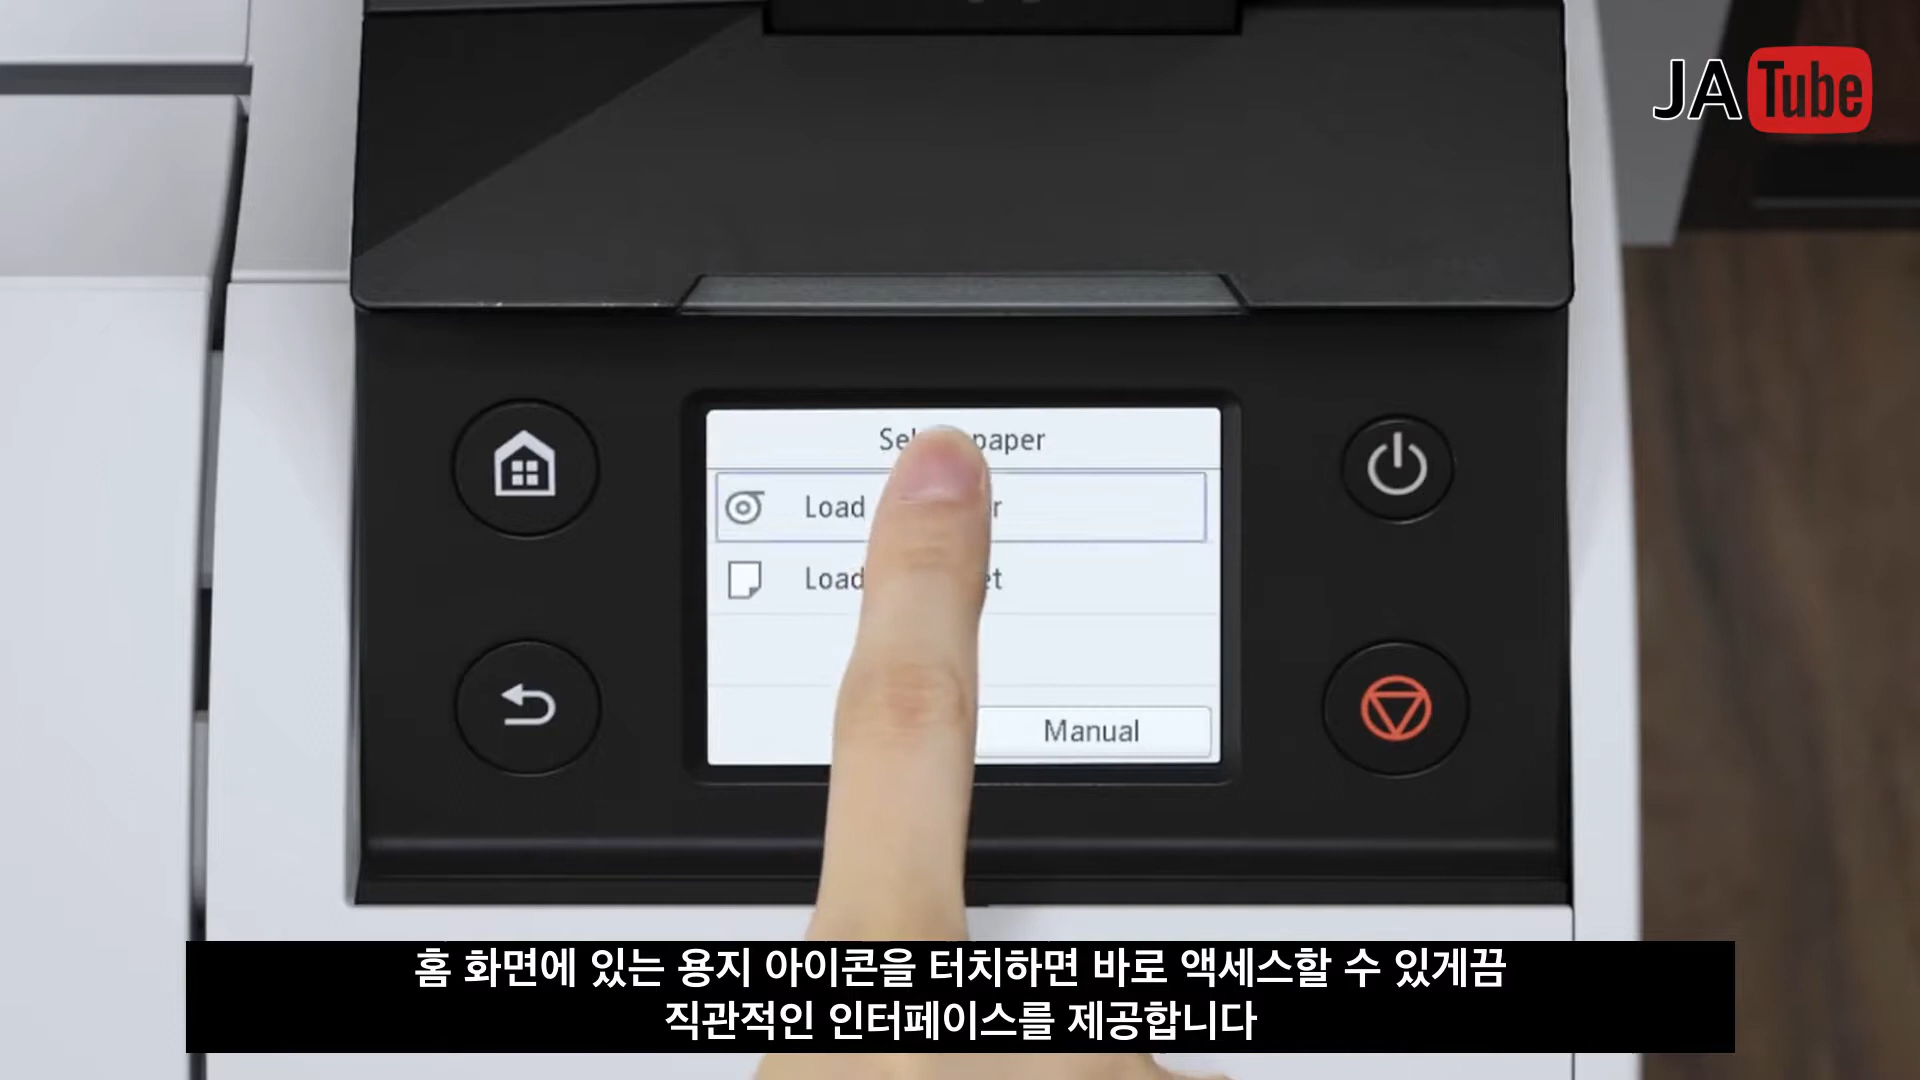 JA Tube
paper
Load
Load
Manual
홈 화면에 있는 용지 아이콘을 터치하면 바로 액세스할 수 있게끔
직관적인 인터페이스를 제공합니다